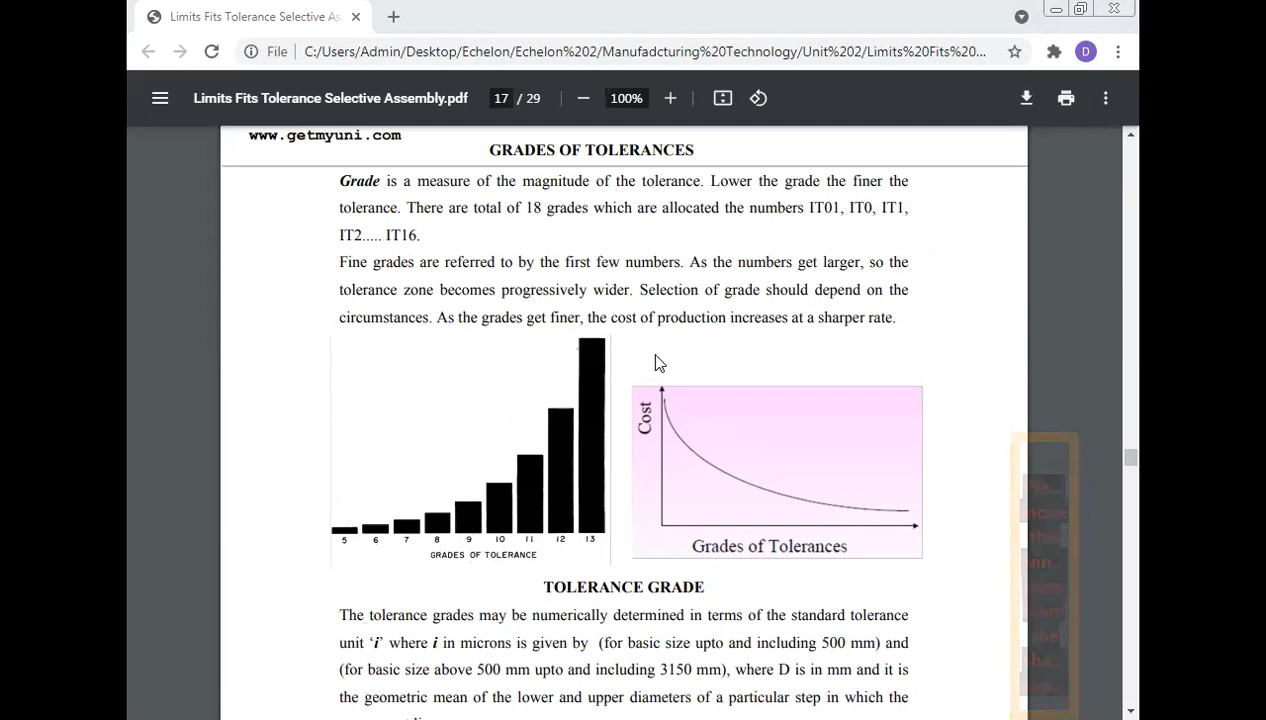 Limits Fits Tolerance Selective As
File
C:/Users/Admin/Desktop/Echelon/Echelon%202/Manufadcturing%20Technology/Unit%202/Limits%20Fits%20...
D
Limits Fits Tolerance Selective Assembly.pdf
17 / 29
100%
www.getmyuni.com
GRADES OF TOLERANCES
Grade is a measure of the magnitude of the tolerance. Lower the grade the finer the
tolerance. There are total of 18 grades which are allocated the numbers IT01, IT0, IT1,
IT2..... IT16.
Fine grades are referred to by the first few numbers. As the numbers get larger, so the
tolerance zone becomes progressively wider. Selection of grade should depend on the
circumstances. As the grades get finer, the cost of production increases at a sharper rate.
5 6 7 8 9 10 11 12 13
GRADES OF TOLERANCE
Cost
Grades of Tolerances
TOLERANCE GRADE
The tolerance grades may be numerically determined in terms of the standard tolerance
unit ‘i’ where i in microns is given by (for basic size upto and including 500 mm) and
(for basic size above 500 mm upto and including 3150 mm), where D is in mm and it is
the geometric mean of the lower and upper diameters of a particular step in which the